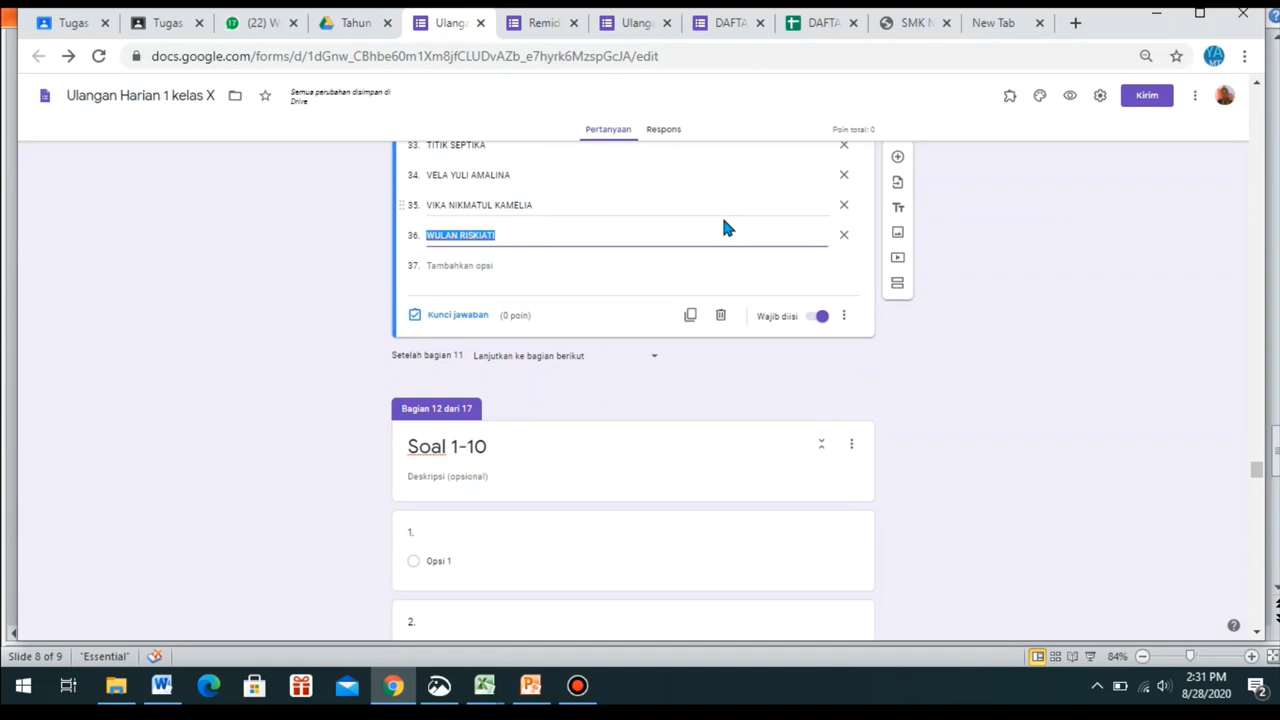 Tugas
Tugas
(22) W
Tahun
Ulanga
Remid
Ulanga
DAFTA
DAFTA
SMK N
New Tab
docs.google.com/forms/d/1dGnw_CBhbe60m1Xm8jfCLUDvAZb_e7hyrk6MzspGcJA/edit
YA
Ulangan Harian 1 kelas X
Semua perubahan disimpan di
Drive
Kirim
Pertanyaan
Respons
Poin total: 0
33. TITIK SEPTIKA
34. VELA YULI AMALINA
35. VIKA NIKMATUL KAMELIA
36. WULAN RISKIATI
37. Tambahkan opsi
Kunci jawaban (0 poin)
Wajib diisi
Setelah bagian 11 Lanjutkan ke bagian berikut
Bagian 12 dari 17
Soal 1-10
Deskripsi (opsional)
1.
Opsi 1
2.
Slide 8 of 9 "Essential" 84%
2:31 PM
8/28/2020
2